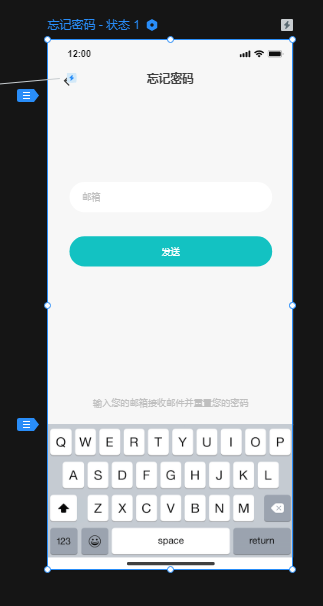 忘记密码 - 状态 1
12:00
忘记密码
邮箱
发送
输入您的邮箱接收邮件并重置您的密码
Q W E R T Y U I O P
A S D F G H J K L
Z X C V B N M
123 space return